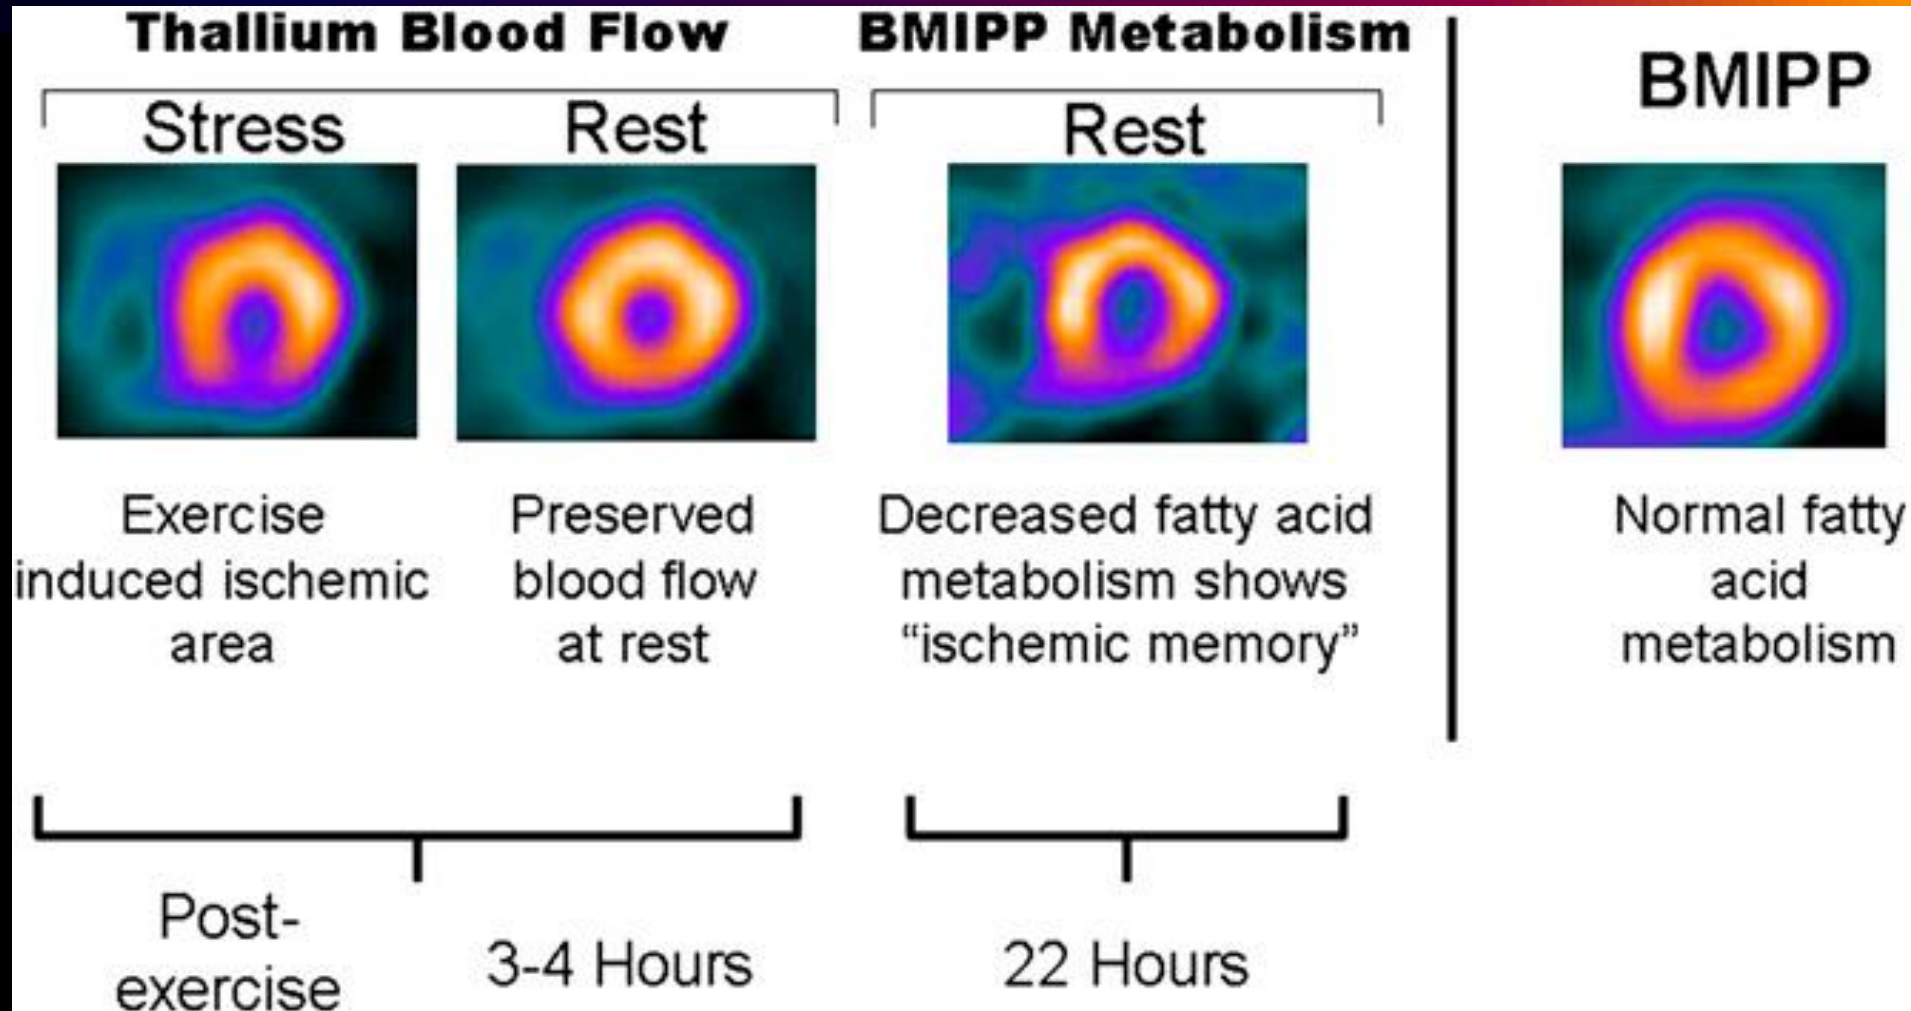 Thallium Blood Flow
BMIPP Metabolism
BMIPP
Stress
Rest
Rest
Exercise
induced ischemic
area
Preserved
blood flow
at rest
Decreased fatty acid
metabolism shows
“ischemic memory”
Normal fatty
acid
metabolism
Post-
exercise
3-4 Hours
22 Hours